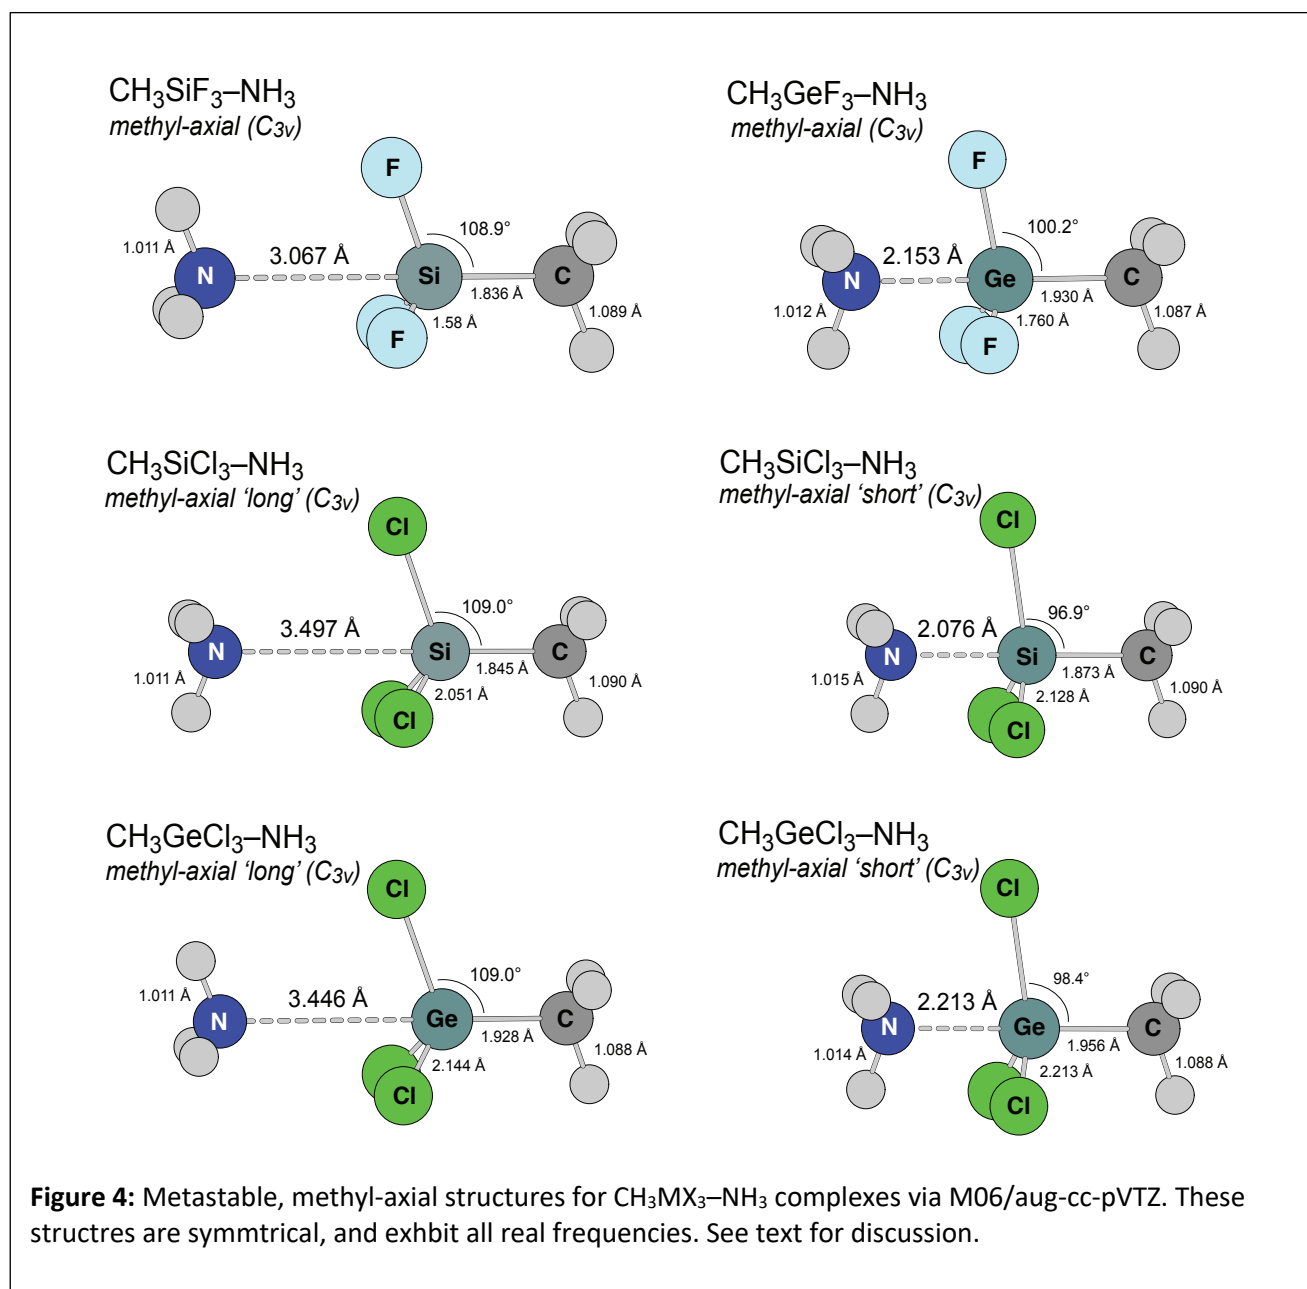 CH₃SiF₃–NH₃
methyl-axial (C₃ᵥ)
F
108.9°
1.011 Å
3.067 Å
N
Si
C
1.836 Å
1.58 Å
1.089 Å
F
CH₃GeF₃–NH₃
methyl-axial (C₃ᵥ)
F
100.2°
2.153 Å
N
Ge
C
1.930 Å
1.012 Å
1.760 Å
1.087 Å
F
CH₃SiCl₃–NH₃
methyl-axial ‘long’ (C₃ᵥ)
Cl
109.0°
3.497 Å
N
Si
C
1.845 Å
1.011 Å
2.051 Å
1.090 Å
Cl
CH₃SiCl₃–NH₃
methyl-axial ‘short’ (C₃ᵥ)
Cl
96.9°
2.076 Å
N
Si
C
1.873 Å
1.015 Å
2.128 Å
1.090 Å
Cl
CH₃GeCl₃–NH₃
methyl-axial ‘long’ (C₃ᵥ)
Cl
109.0°
1.011 Å
3.446 Å
N
Ge
C
1.928 Å
1.088 Å
2.144 Å
Cl
CH₃GeCl₃–NH₃
methyl-axial ‘short’ (C₃ᵥ)
Cl
98.4°
2.213 Å
N
Ge
C
1.956 Å
1.014 Å
2.213 Å
1.088 Å
Cl
Figure 4: Metastable, methyl-axial structures for CH₃MX₃–NH₃ complexes via M06/aug-cc-pVTZ. These
structres are symmtrical, and exhbit all real frequencies. See text for discussion.